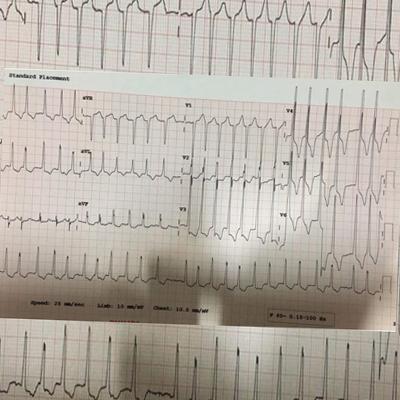 Standard Placement
aVR
V1
V4
aVL
V2
V5
aVF
V3
V6
Speed: 25 mm/sec Limb: 10 mm/mV Chest: 10.0 mm/mV
F 60~ 0.15-100 Hz